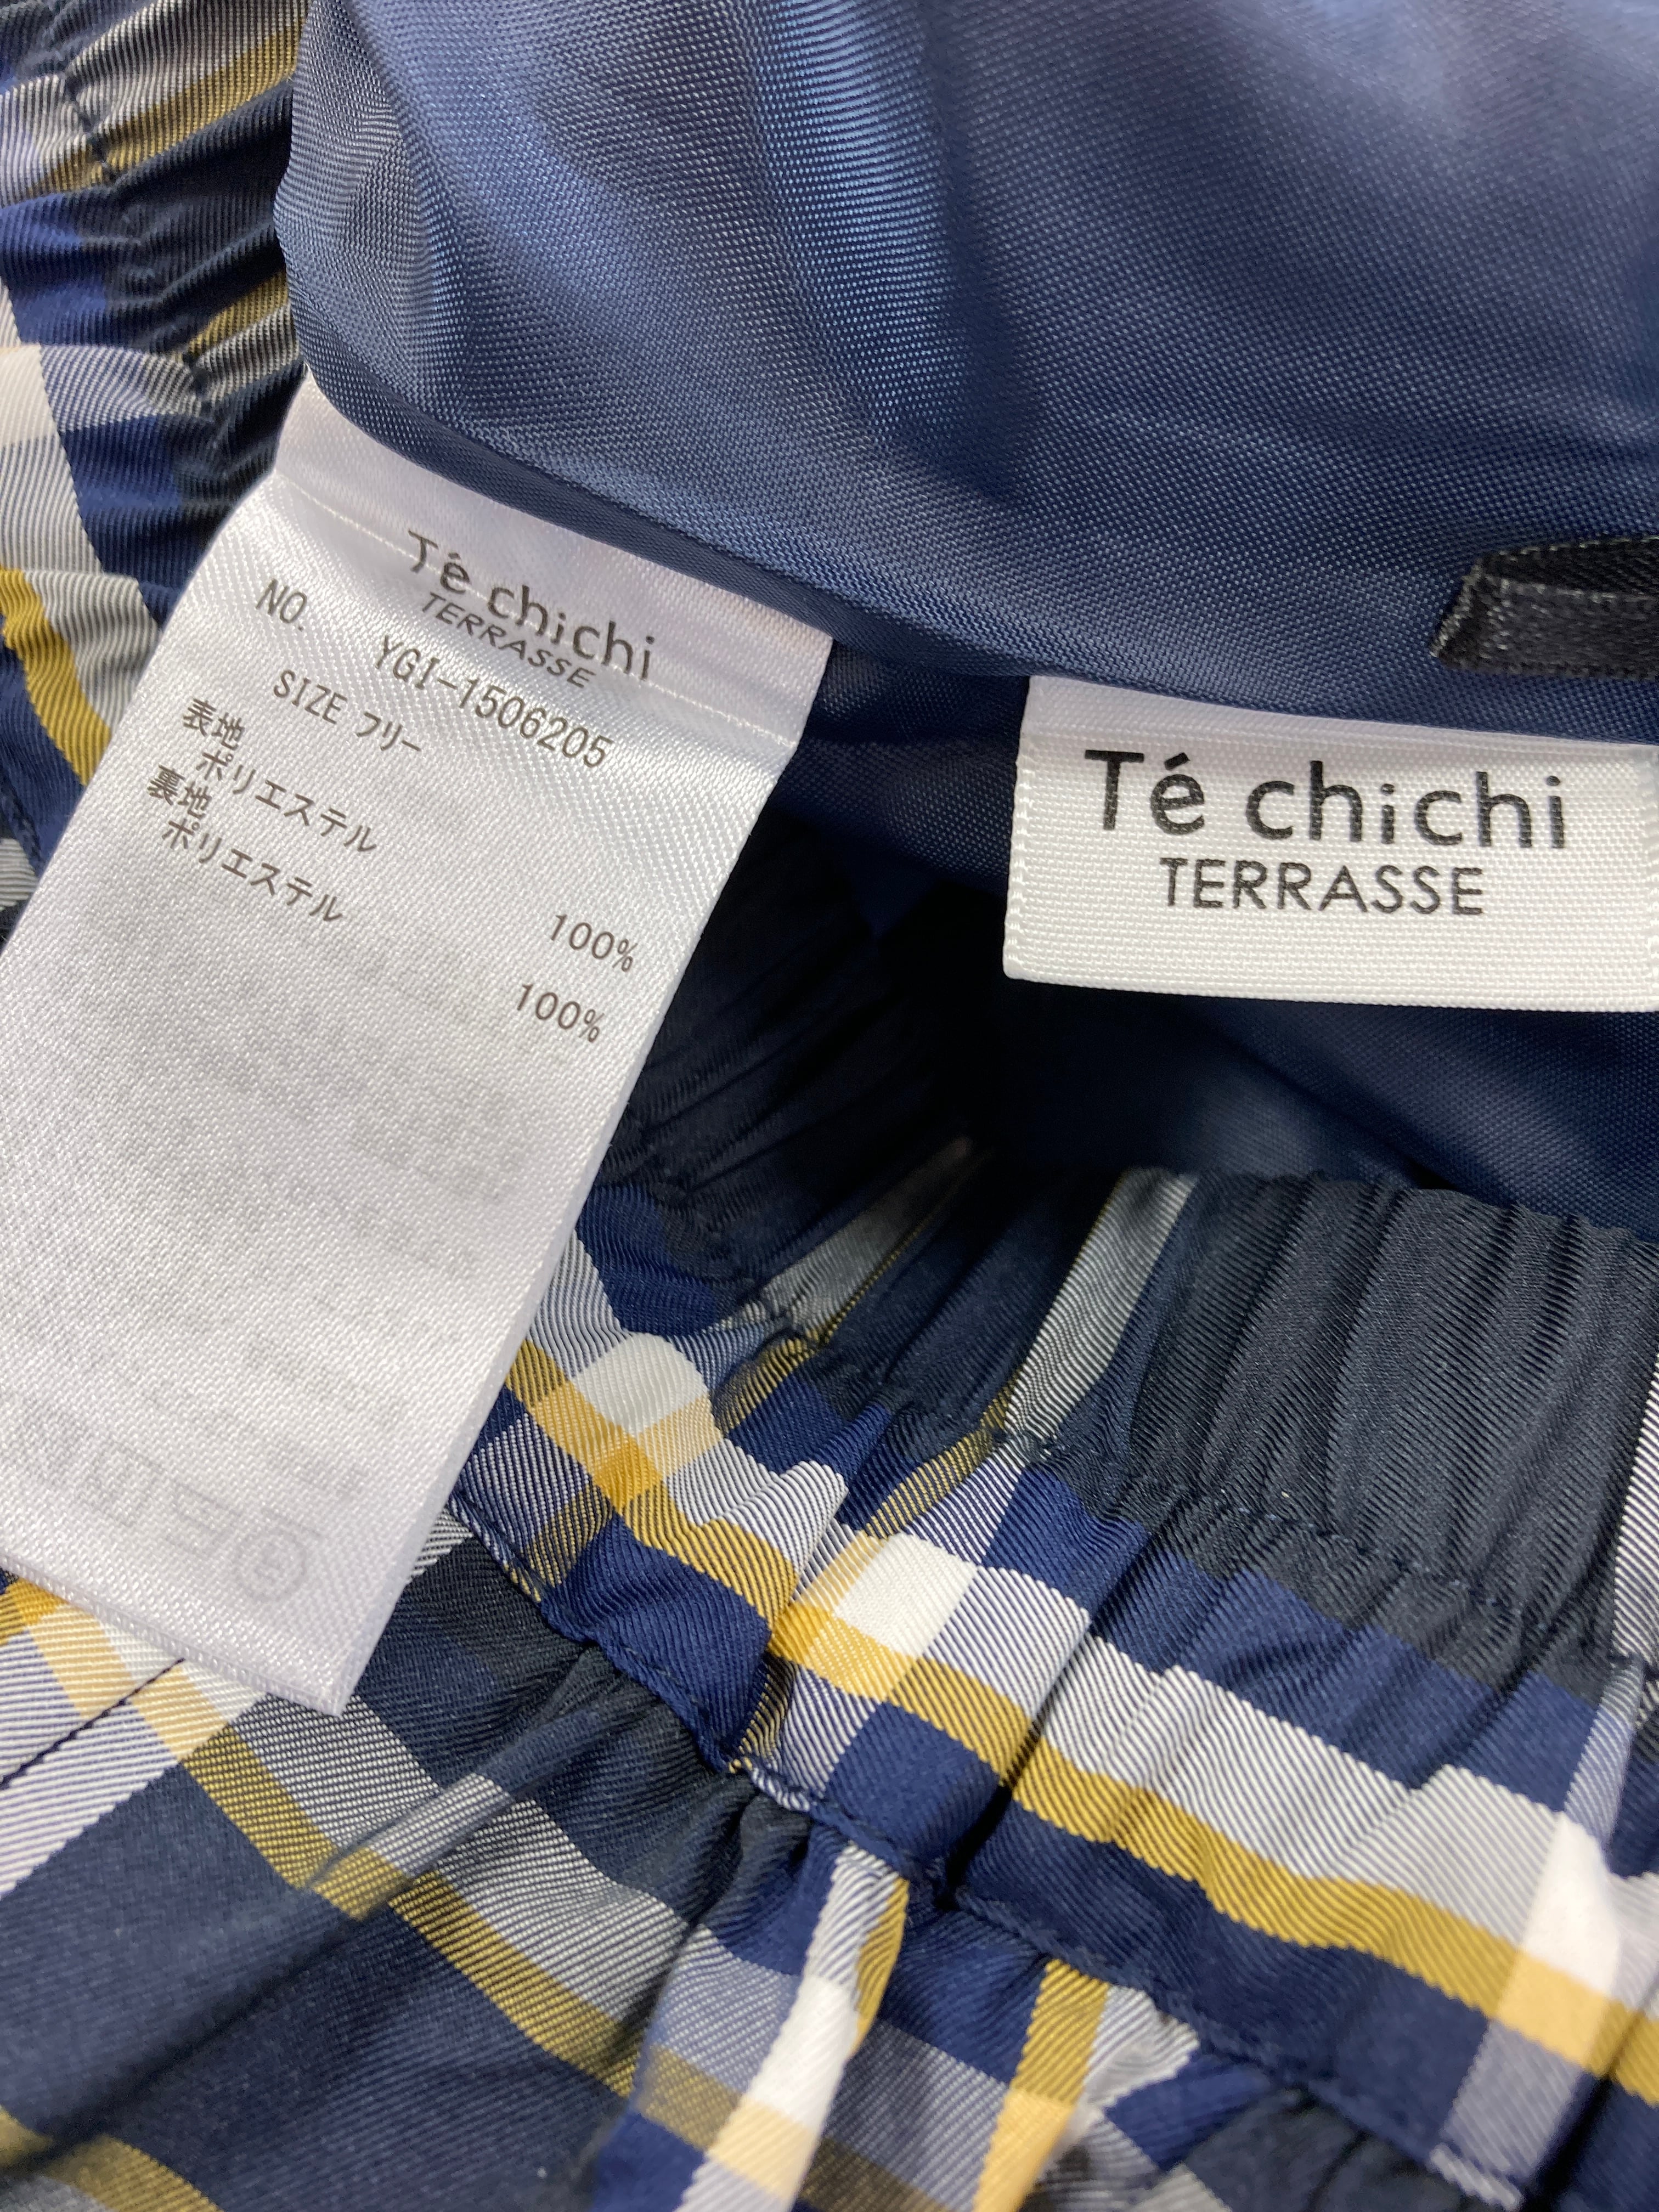 Té chichi
TERRASSE
NO. YGI-1506205
SIZE フリー
表地
ポリエステル 100%
裏地
ポリエステル 100%
Té chichi
TERRASSE